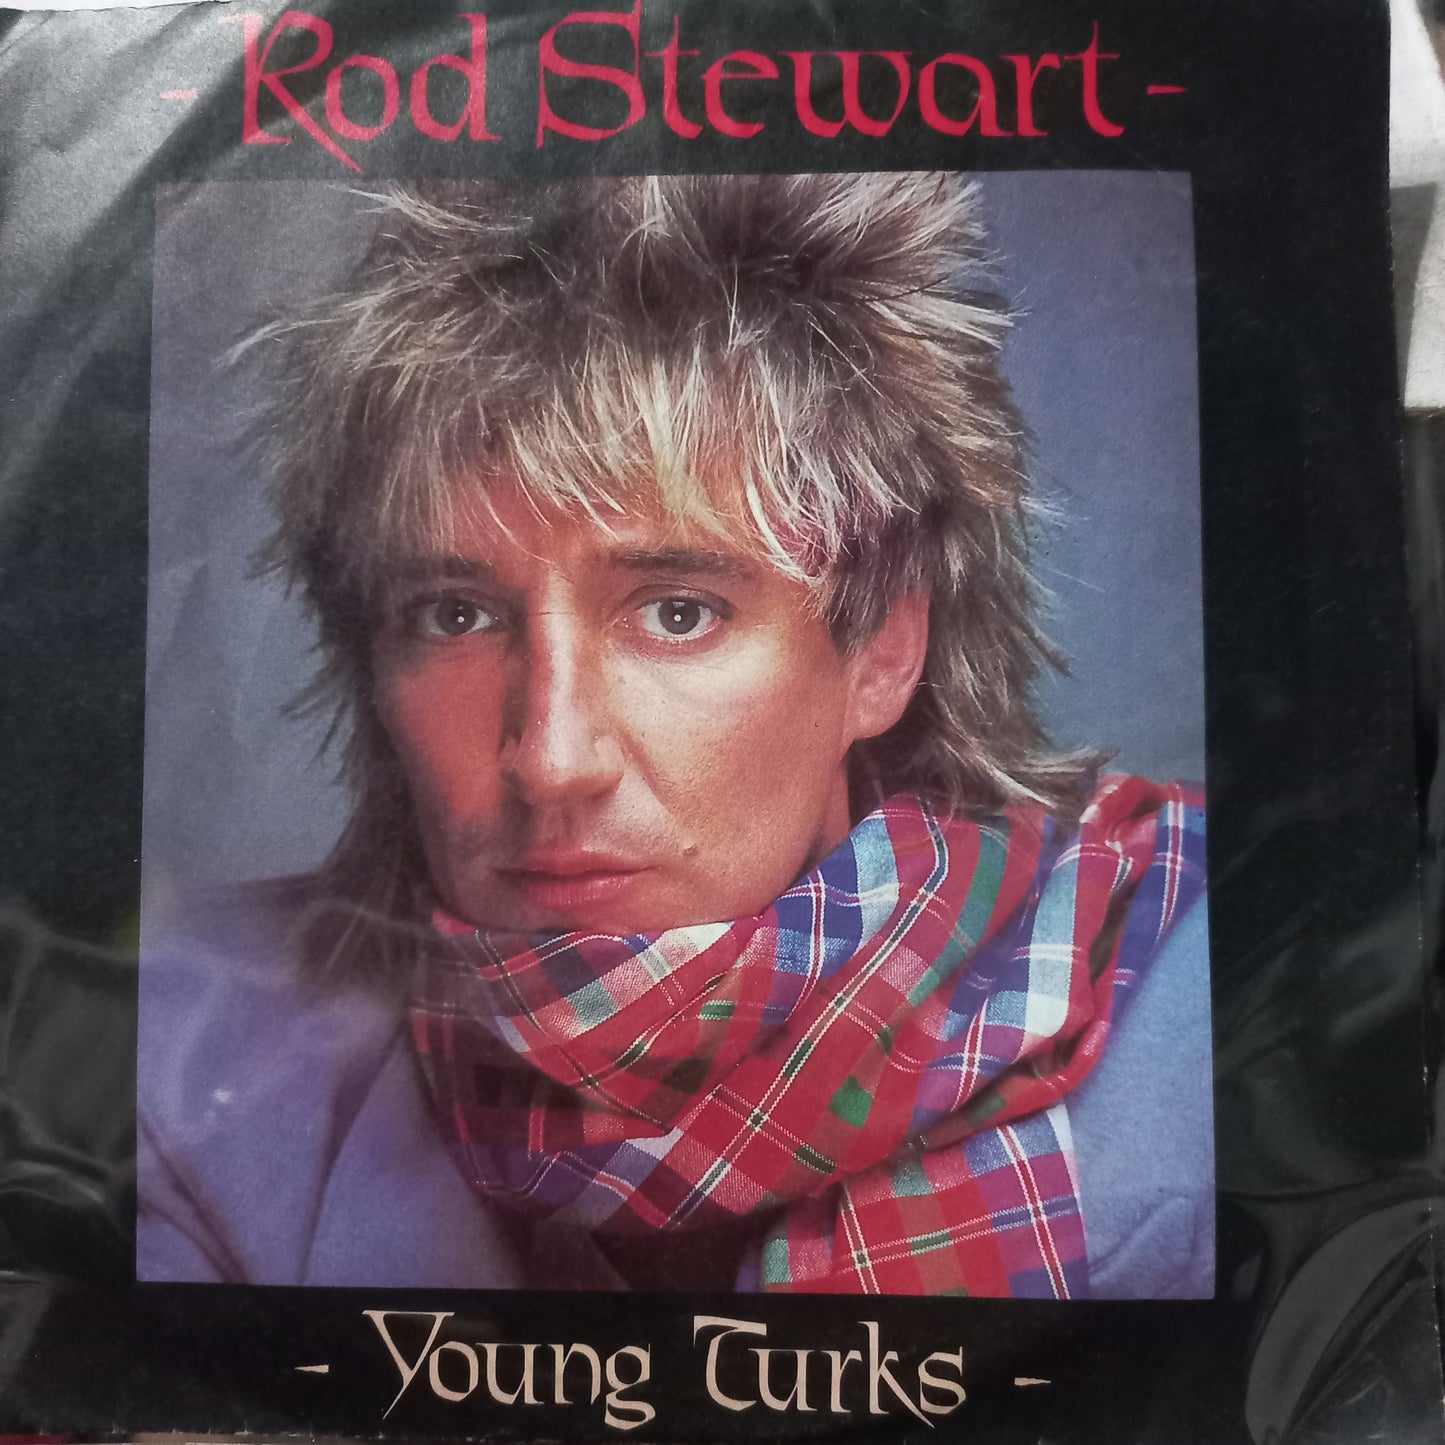 - Rod Stewart -
- Young Turks -